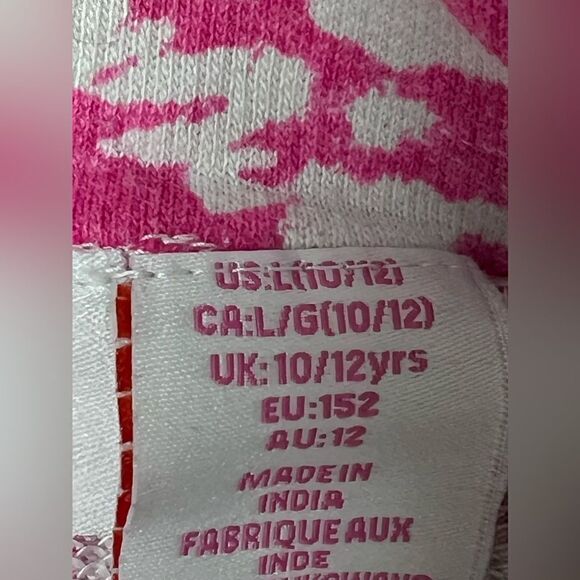 US:L(10/12)
CA:L/G(10/12)
UK:10/12yrs
EU:152
AU:12
MADE IN
INDIA
FABRIQUE AUX
INDE